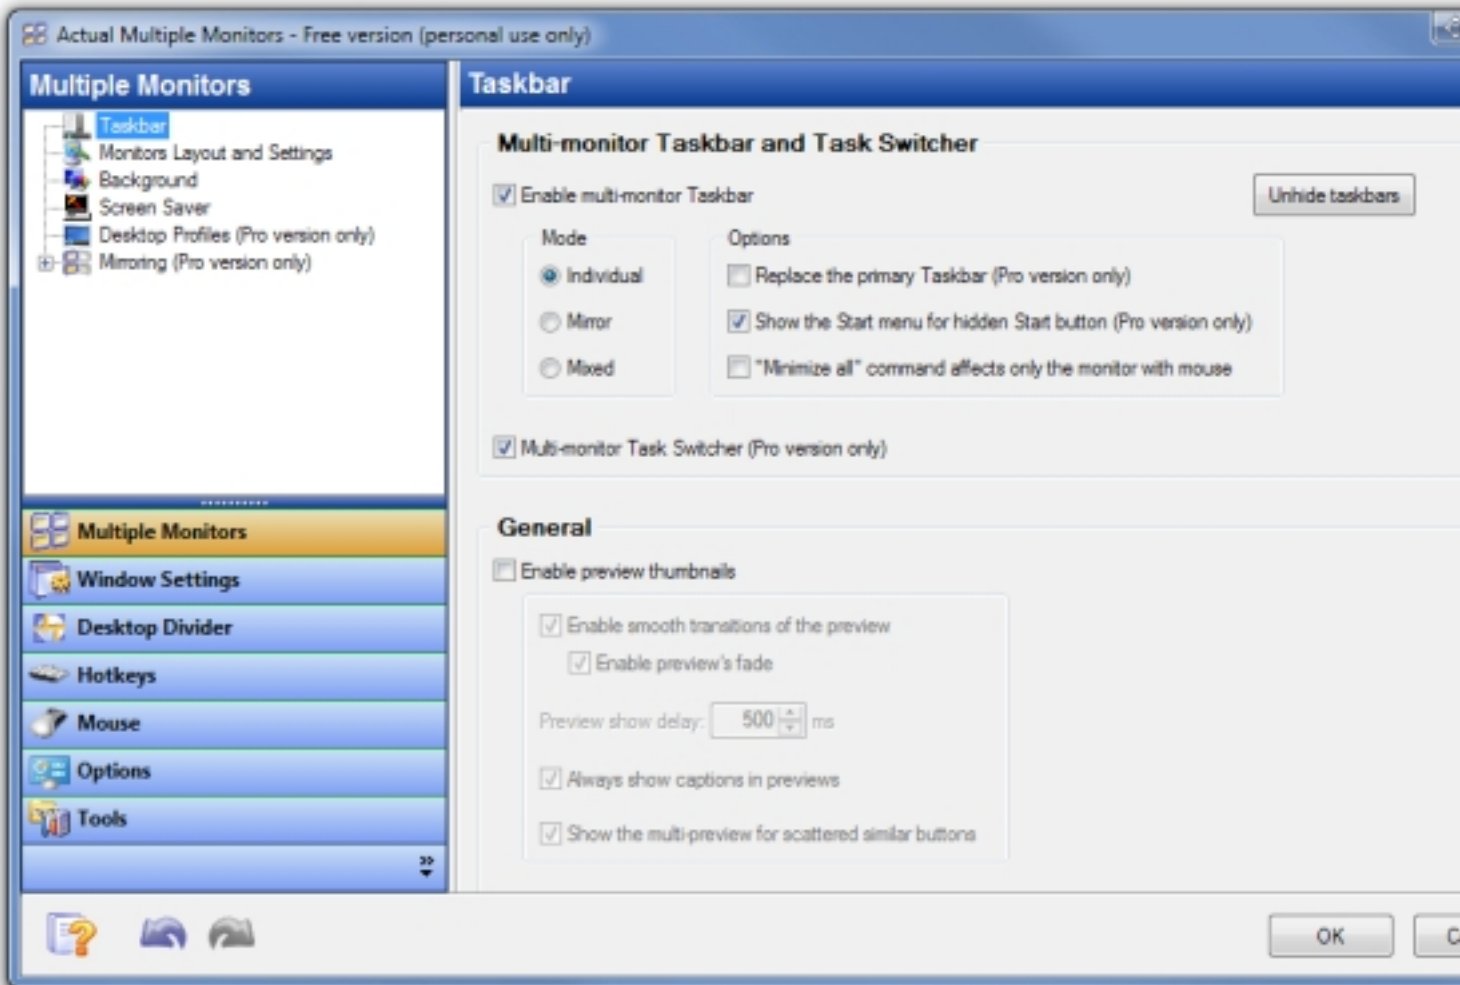 Actual Multiple Monitors - Free version (personal use only)
Multiple Monitors
Taskbar
Monitors Layout and Settings
Background
Screen Saver
Desktop Profiles (Pro version only)
Mirroring (Pro version only)
Multiple Monitors
Window Settings
Desktop Divider
Hotkeys
Mouse
Options
Tools
Taskbar
Multi-monitor Taskbar and Task Switcher
Enable multi-monitor Taskbar
Unhide taskbars
Mode
Individual
Mirror
Mixed
Options
Replace the primary Taskbar (Pro version only)
Show the Start menu for hidden Start button (Pro version only)
"Minimize all" command affects only the monitor with mouse
Multi-monitor Task Switcher (Pro version only)
General
Enable preview thumbnails
Enable smooth transitions of the preview
Enable preview's fade
Preview show delay: 500 ms
Always show captions in previews
Show the multi-preview for scattered similar buttons
OK